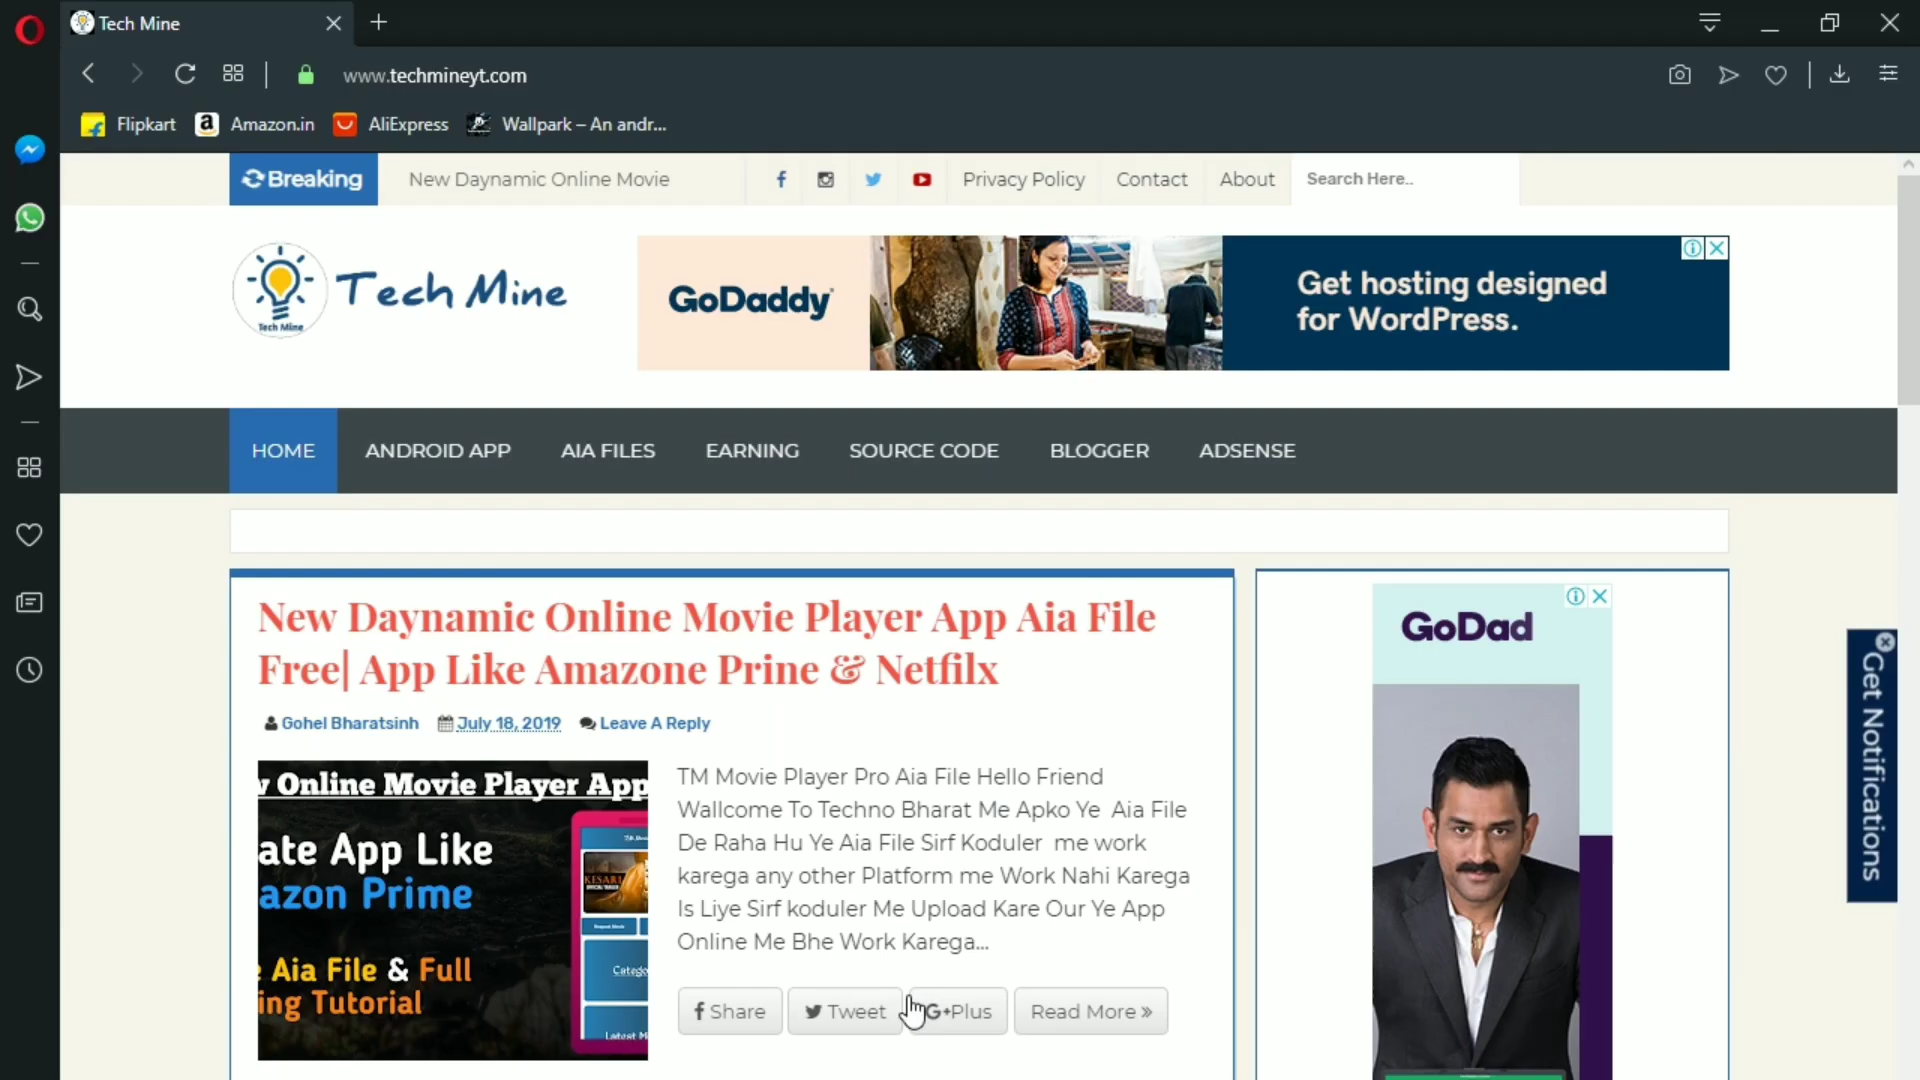 Tech Mine
www.techmineyt.com
Flipkart
Amazon.in
AliExpress
Wallpark – An andr...
Breaking
New Daynamic Online Movie
Privacy Policy
Contact
About
Search Here..
Tech Mine
Tech Mine
GoDaddy
Get hosting designed
for WordPress.
HOME
ANDROID APP
AIA FILES
EARNING
SOURCE CODE
BLOGGER
ADSENSE
New Daynamic Online Movie Player App Aia File
Free| App Like Amazone Prine & Netfilx
Gohel Bharatsinh
July 18, 2019
Leave A Reply
w Online Movie Player App
ate App Like
azon Prime
e Aia File & Full
ing Tutorial
KESARI
Catego
Latest M
TM Movie Player Pro Aia File Hello Friend
Wallcome To Techno Bharat Me Apko Ye Aia File
De Raha Hu Ye Aia File Sirf Koduler me work
karega any other Platform me Work Nahi Karega
Is Liye Sirf koduler Me Upload Kare Our Ye App
Online Me Bhe Work Karega...
Share
Tweet
G+Plus
Read More »
GoDad
Get Notifications